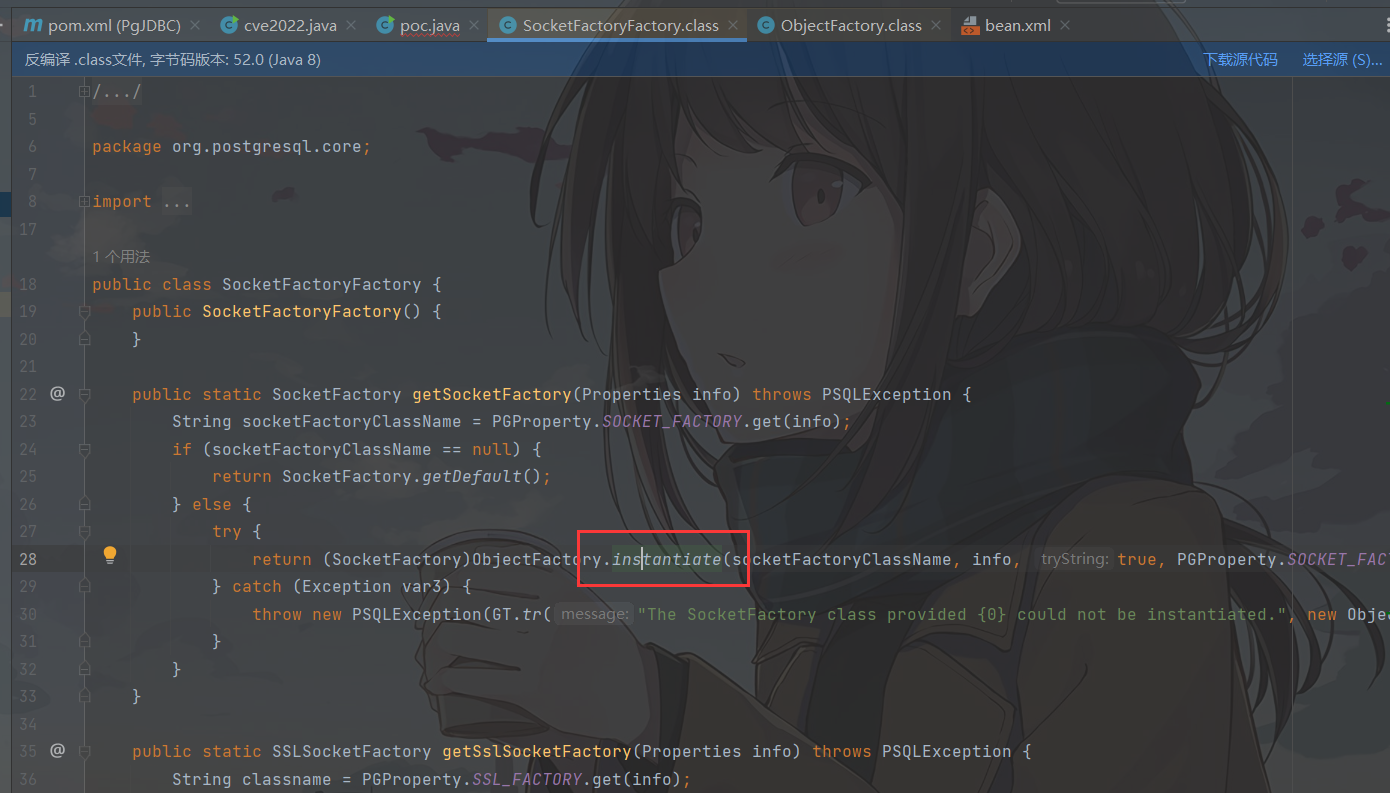 pom.xml (PgJDBC) cve2022.java poc.java SocketFactoryFactory.class ObjectFactory.class bean.xml
反编译 .class文件, 字节码版本: 52.0 (Java 8) 下载源代码 选择源 (S)...
1 /.../
5
6 package org.postgresql.core;
7
8 import ...
17
1 个用法
18 public class SocketFactoryFactory {
19 public SocketFactoryFactory() {
20 }
21
22 @ public static SocketFactory getSocketFactory(Properties info) throws PSQLException {
23 String socketFactoryClassName = PGProperty.SOCKET_FACTORY.get(info);
24 if (socketFactoryClassName == null) {
25 return SocketFactory.getDefault();
26 } else {
27 try {
28 return (SocketFactory)ObjectFactory.instantiate(socketFactoryClassName, info, tryString: true, PGProperty.SOCKET_FACT
29 } catch (Exception var3) {
30 throw new PSQLException(GT.tr( message: "The SocketFactory class provided {0} could not be instantiated.", new Objec
31 }
32 }
33 }
34
35 @ public static SSLSocketFactory getSslSocketFactory(Properties info) throws PSQLException {
36 String classname = PGProperty.SSL_FACTORY.get(info);